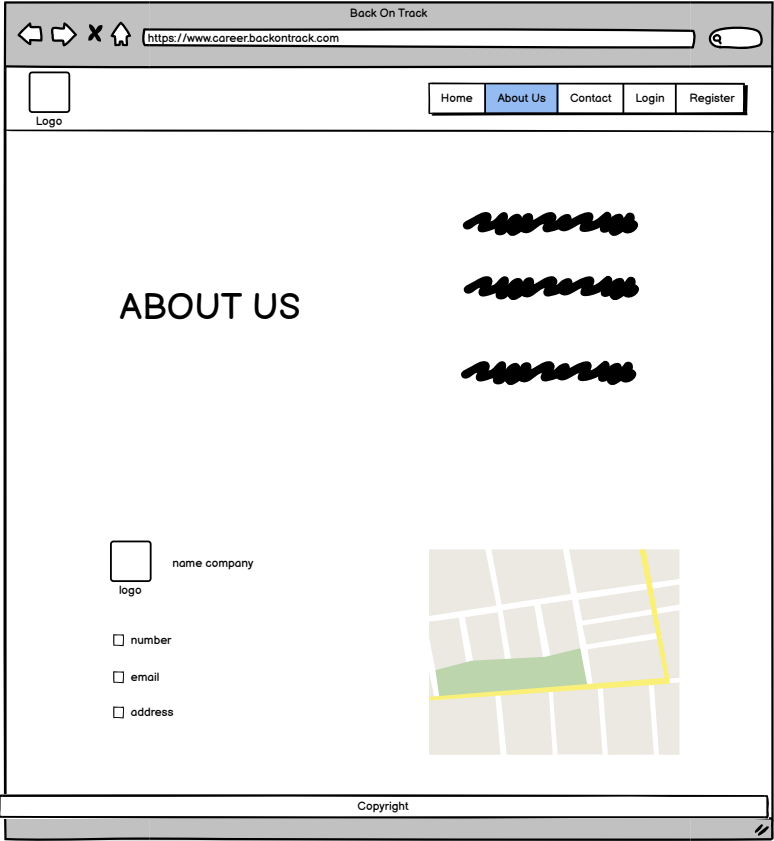 Back On Track
https://www.career.backontrack.com
Logo
Home
About Us
Contact
Login
Register
ABOUT US
logo
name company
number
email
address
Copyright